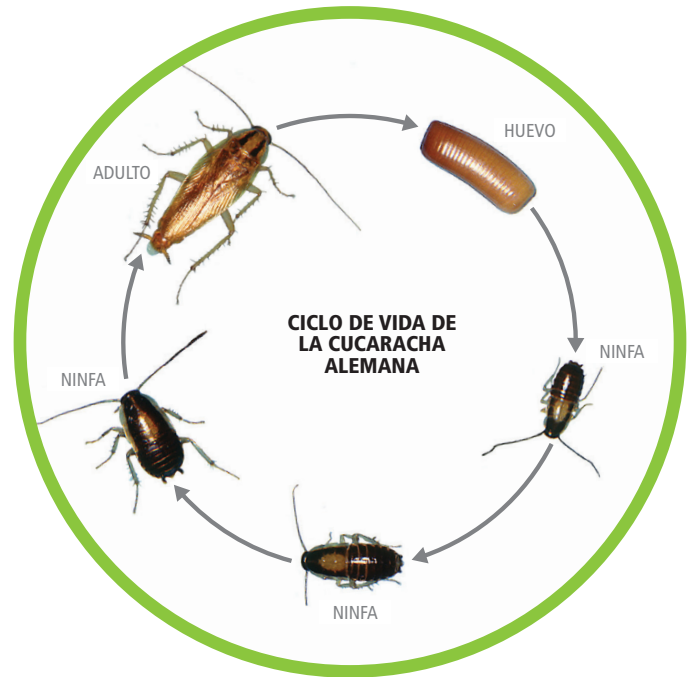 HUEVO
ADULTO
CICLO DE VIDA DE
LA CUCARACHA
ALEMANA
NINFA
NINFA
NINFA